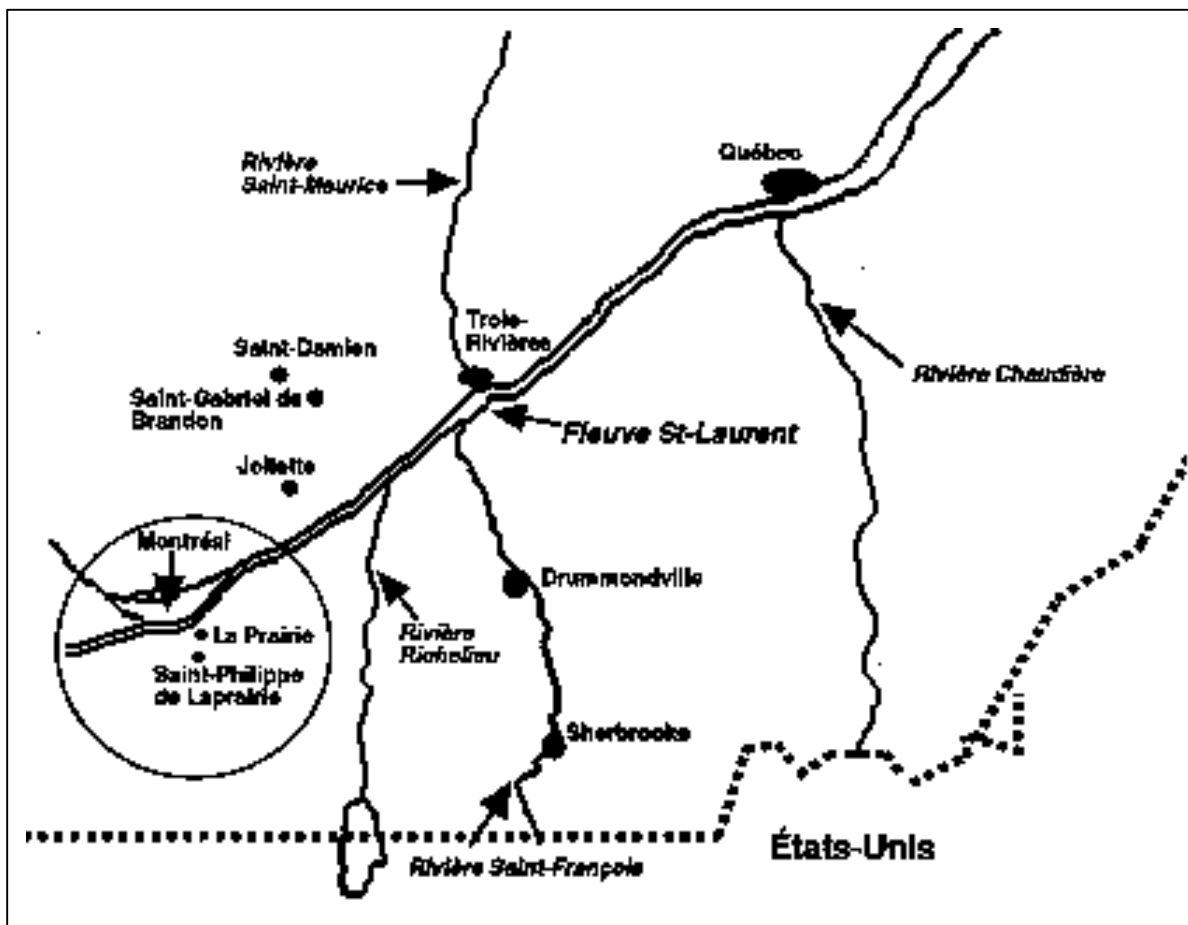 Québec
Rivière
Saint-Maurice
Trois-
Rivières
Saint-Damien
Rivière Chaudière
Saint-Gabriel de
Brandon
Fleuve St-Laurent
Joliette
Montréal
Drummondville
La Prairie
Rivière
Richelieu
Saint-Philippe
de Laprairie
Sherbrooke
États-Unis
Rivière Saint-François